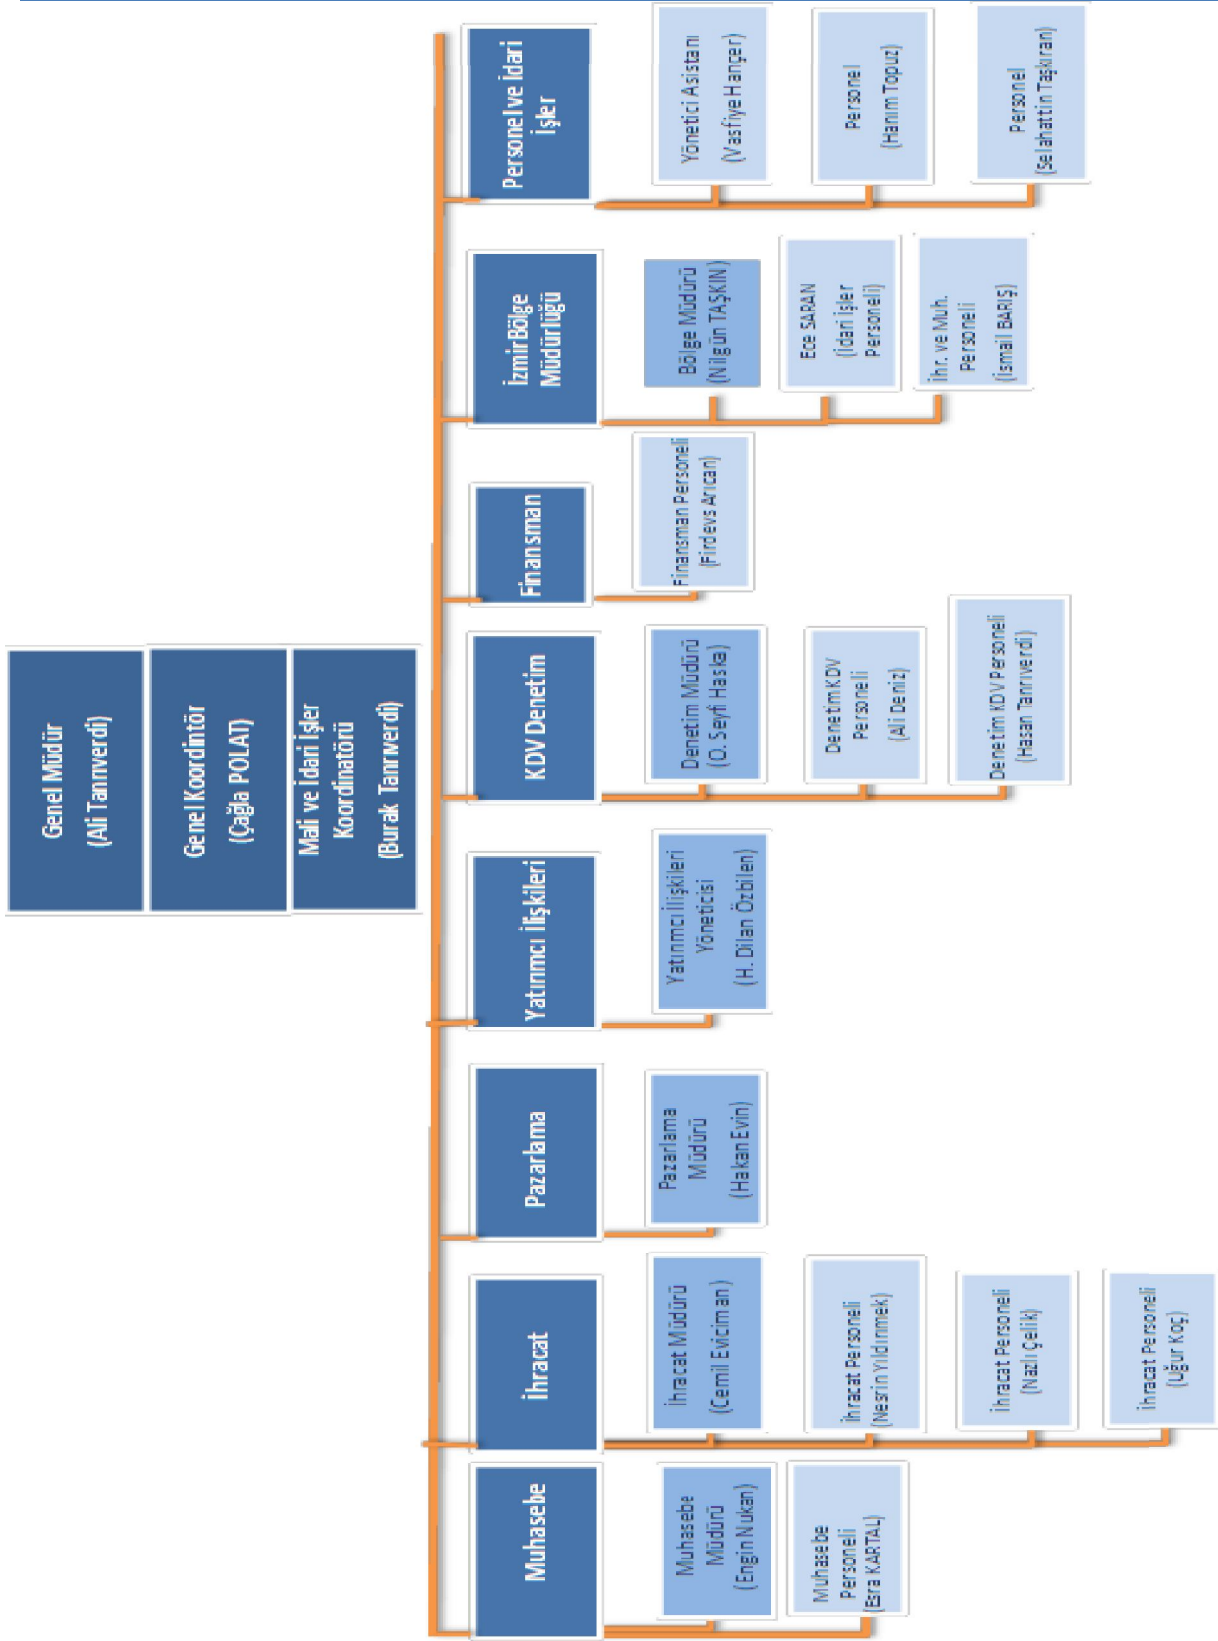 Genel Müdür
(Ali Tanrıverdi)
Genel Koordintör
(Çağla POLAT)
Mali ve İdari İşler
Koordinatörü
(Burak Tanrıverdi)
Muhasebe
Muhasebe
Müdürü
(Engin Nukan)
Muhasebe
Personeli
(Esra KARTAL)
İhracat
İhracat Müdürü
(Cemil Eviciman)
İhracat Personeli
(Nesrin Yıldırımek)
İhracat Personeli
(Nazlı Çelik)
İhracat Personeli
(Uğur Koç)
Pazarlama
Pazarlama
Müdürü
(Hakan Evin)
Yatırımcı İlişkileri
Yatırımcı İlişkileri
Yöneticisi
(H. Dilan Özbilen)
KDV Denetim
Denetim Müdürü
(O. Seyfi Haska)
Denetim KDV
Personeli
(Ali Deniz)
Denetim KDV Personeli
(Hasan Tanrıverdi)
Finansman
Finansman Personeli
(Firdevs Arıcan)
İzmir Bölge
Müdürlüğü
Bölge Müdürü
(Nilgün TAŞKIN)
Ece SARAN
(İdari İşler
Personeli)
İhr. ve Muh.
Personeli
(İsmail BARIŞ)
Personel ve İdari
İşler
Yönetici Asistanı
(Vasfiye Hançer)
Personel
(Hanım Topuz)
Personel
(Selahattin Taşkıran)